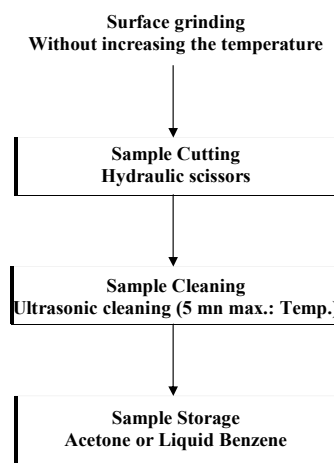 Surface grinding
Without increasing the temperature
Sample Cutting
Hydraulic scissors
Sample Cleaning
Ultrasonic cleaning (5 mn max.: Temp.)
Sample Storage
Acetone or Liquid Benzene